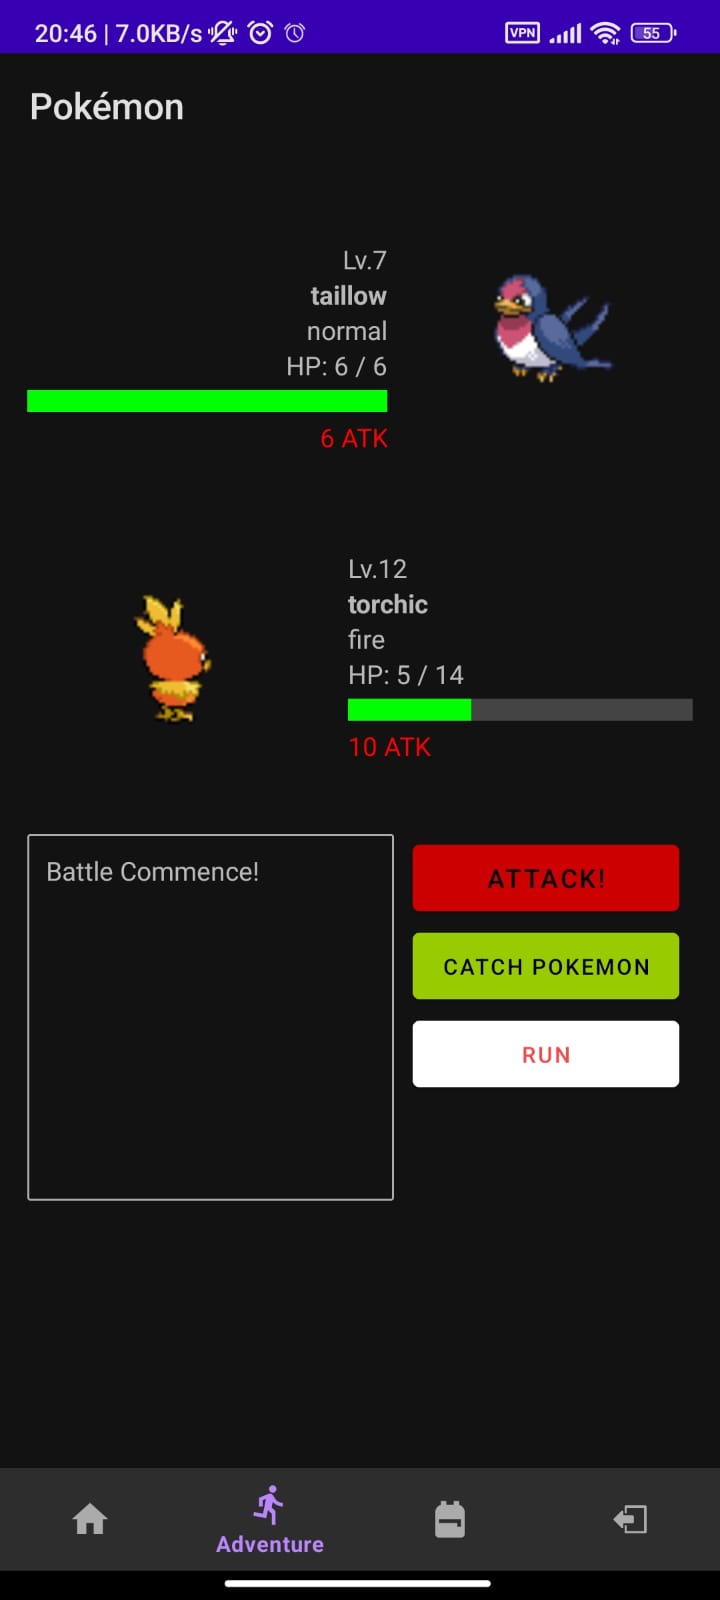 20:46 | 7.0KB/s VPN 55
Pokémon
Lv.7
taillow
normal
HP: 6 / 6
6 ATK
Lv.12
torchic
fire
HP: 5 / 14
10 ATK
Battle Commence!
ATTACK!
CATCH POKEMON
RUN
Adventure